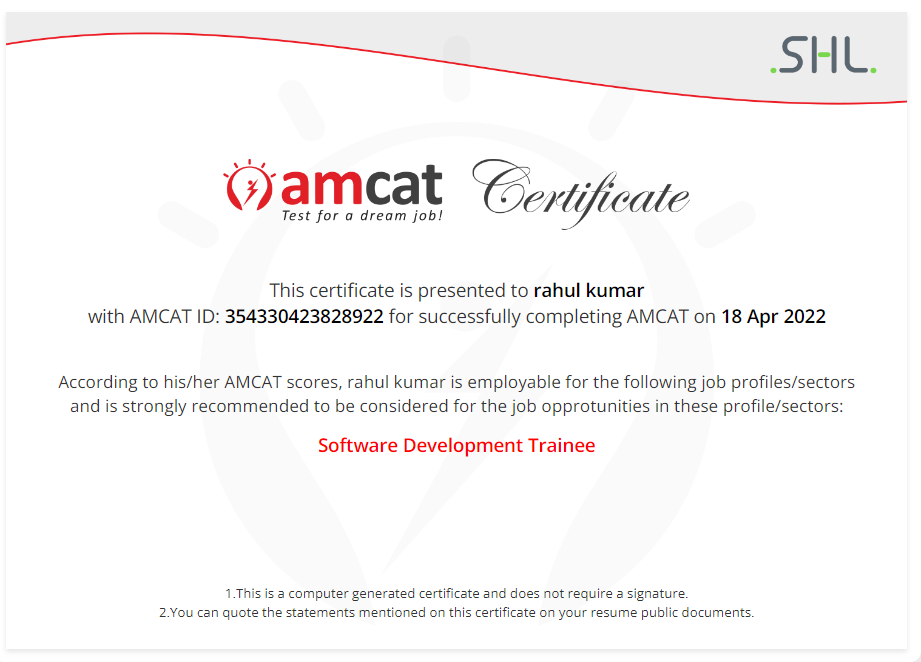 .SHL.
amcat Certificate
Test for a dream job!
This certificate is presented to rahul kumar
with AMCAT ID: 354330423828922 for successfully completing AMCAT on 18 Apr 2022
According to his/her AMCAT scores, rahul kumar is employable for the following job profiles/sectors
and is strongly recommended to be considered for the job opprotunities in these profile/sectors:
Software Development Trainee
1.This is a computer generated certificate and does not require a signature.
2.You can quote the statements mentioned on this certificate on your resume public documents.